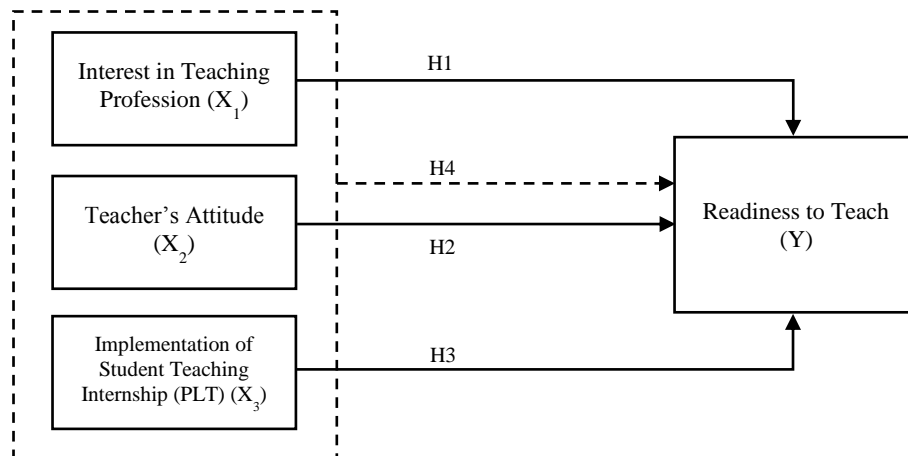 Interest in Teaching
Profession (X₁)
H1
H4
Teacher’s Attitude
(X₂)
H2
Readiness to Teach
(Y)
Implementation of
Student Teaching
Internship (PLT) (X₃)
H3